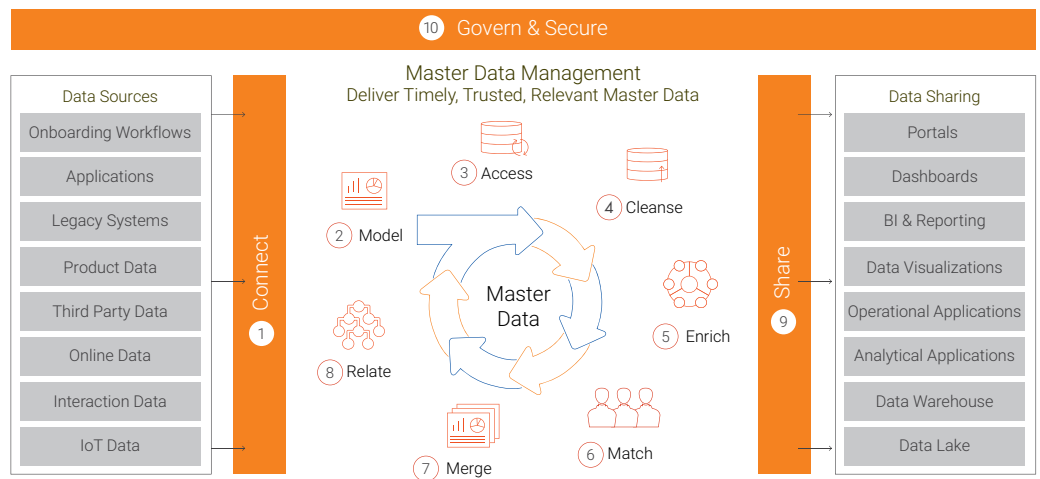 10 Govern & Secure
Data Sources
Onboarding Workflows
Applications
Legacy Systems
Product Data
Third Party Data
Online Data
Interaction Data
IoT Data
1 Connect
Master Data Management
Deliver Timely, Trusted, Relevant Master Data
2 Model
3 Access
4 Cleanse
5 Enrich
6 Match
7 Merge
8 Relate
Master
Data
9 Share
Data Sharing
Portals
Dashboards
BI & Reporting
Data Visualizations
Operational Applications
Analytical Applications
Data Warehouse
Data Lake